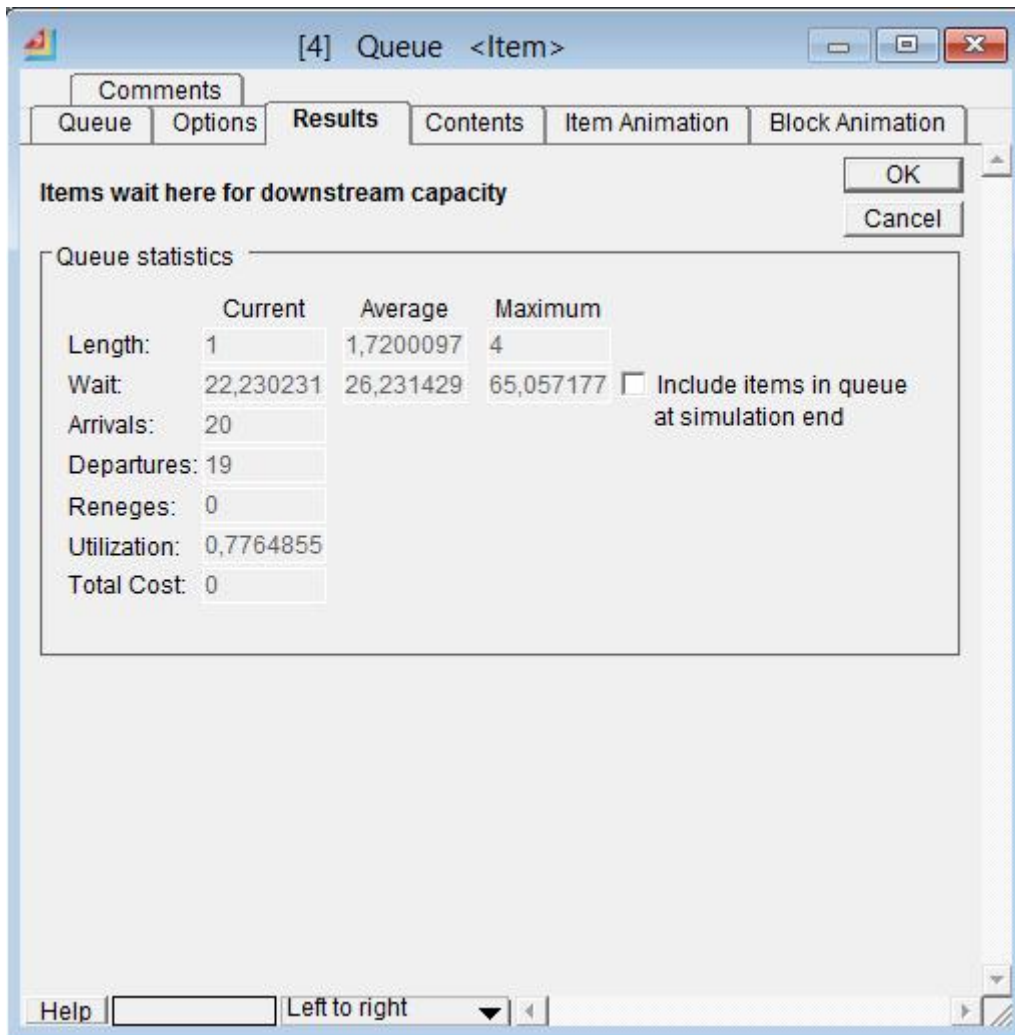 [4] Queue <Item>
Comments
Queue Options Results Contents Item Animation Block Animation
OK
Items wait here for downstream capacity
Cancel
Queue statistics
Current Average Maximum
Length: 1 1,7200097 4
Wait: 22,230231 26,231429 65,057177 Include items in queue
at simulation end
Arrivals: 20
Departures: 19
Reneges: 0
Utilization: 0,7764855
Total Cost: 0
Help Left to right